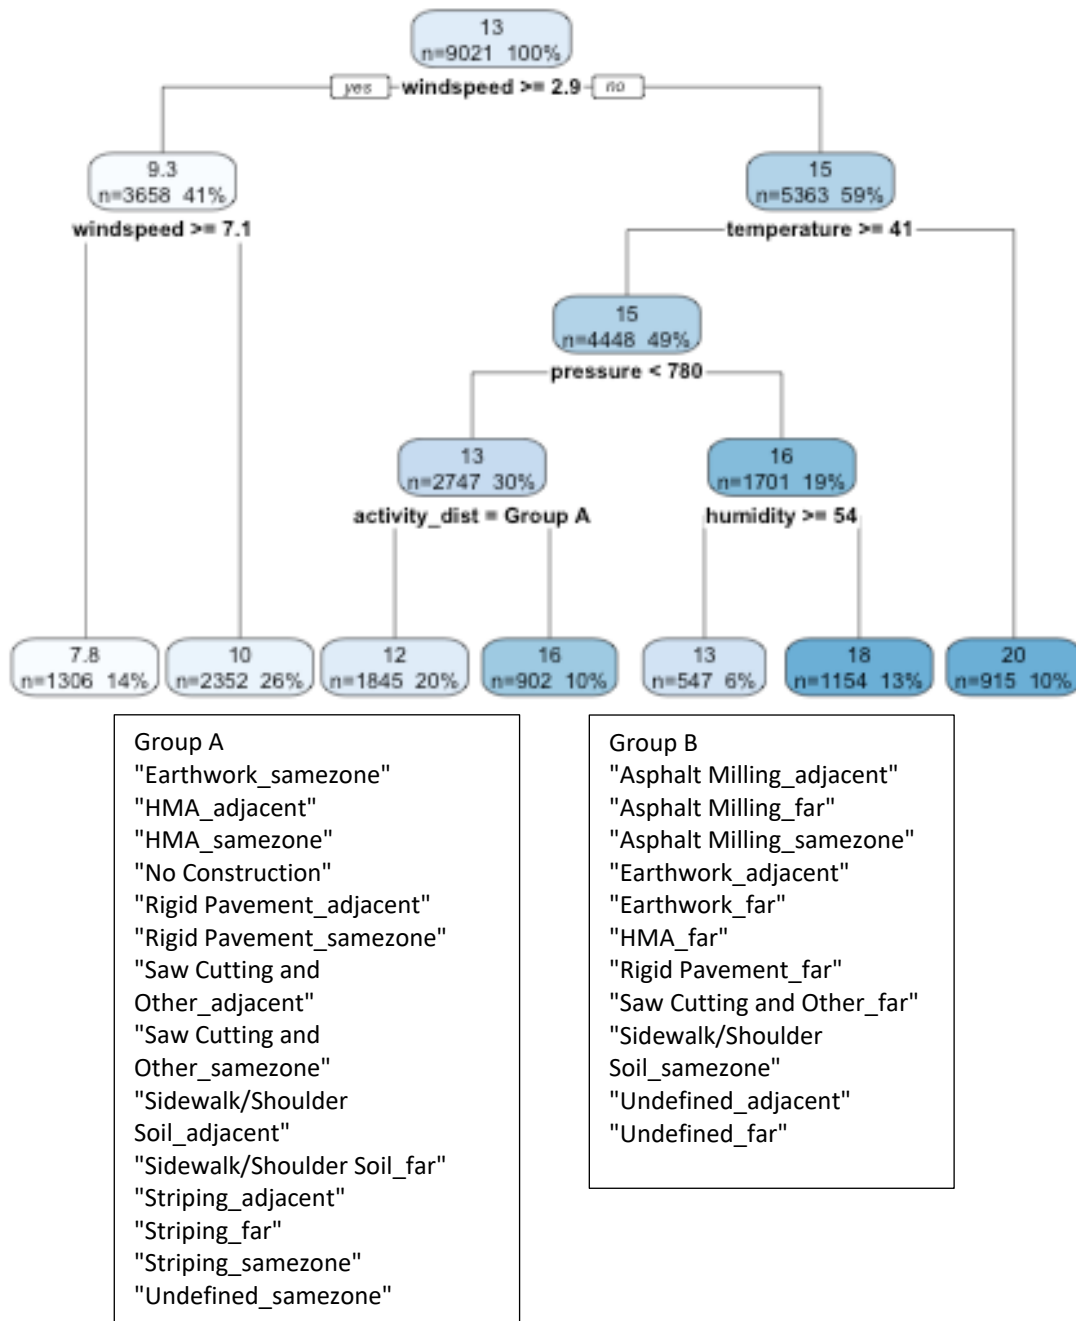 13
n=9021 100%
yes windspeed >= 2.9 no
9.3
n=3658 41%
15
n=5363 59%
windspeed >= 7.1
temperature >= 41
15
n=4448 49%
pressure < 780
13
n=2747 30%
16
n=1701 19%
activity_dist = Group A
humidity >= 54
7.8
n=1306 14%
10
n=2352 26%
12
n=1845 20%
16
n=902 10%
13
n=547 6%
18
n=1154 13%
20
n=915 10%
Group A
"Earthwork_samezone"
"HMA_adjacent"
"HMA_samezone"
"No Construction"
"Rigid Pavement_adjacent"
"Rigid Pavement_samezone"
"Saw Cutting and
Other_adjacent"
"Saw Cutting and
Other_samezone"
"Sidewalk/Shoulder
Soil_adjacent"
"Sidewalk/Shoulder Soil_far"
"Striping_adjacent"
"Striping_far"
"Striping_samezone"
"Undefined_samezone"
Group B
"Asphalt Milling_adjacent"
"Asphalt Milling_far"
"Asphalt Milling_samezone"
"Earthwork_adjacent"
"Earthwork_far"
"HMA_far"
"Rigid Pavement_far"
"Saw Cutting and Other_far"
"Sidewalk/Shoulder
Soil_samezone"
"Undefined_adjacent"
"Undefined_far"